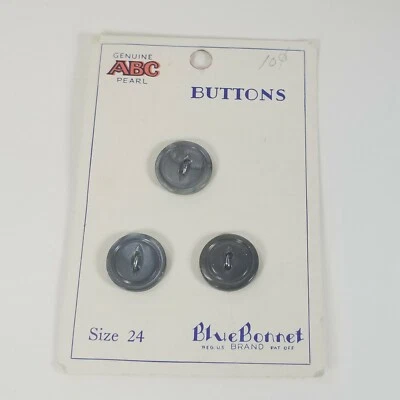 GENUINE
ABC
PEARL
10¢
BUTTONS
Size 24
BlueBonnet
REG. U.S. BRAND PAT. OFF.